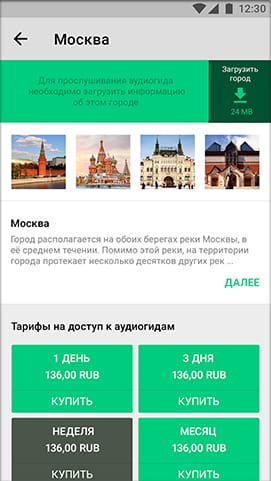 12:30
Москва
Для прослушивания аудиогида
необходимо загрузить информацию
об этом городе
Загрузить
город
24 MB
Москва
Город располагается на обоих берегах реки Москвы, в
её среднем течении. Помимо этой реки, на территории
города протекает несколько десятков других рек ...
ДАЛЕЕ
Тарифы на доступ к аудиогидам
1 ДЕНЬ
136,00 RUB
КУПИТЬ
3 ДНЯ
136,00 RUB
КУПИТЬ
НЕДЕЛЯ
136,00 RUB
КУПИТЬ
МЕСЯЦ
136,00 RUB
КУПИТЬ